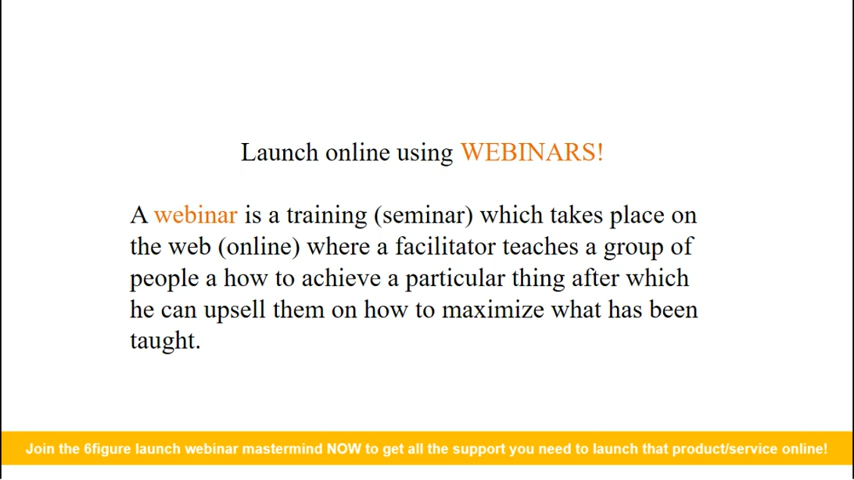 Launch online using WEBINARS!
A webinar is a training (seminar) which takes place on
the web (online) where a facilitator teaches a group of
people a how to achieve a particular thing after which
he can upsell them on how to maximize what has been
taught.
Join the 6figure launch webinar mastermind NOW to get all the support you need to launch that product/service online!